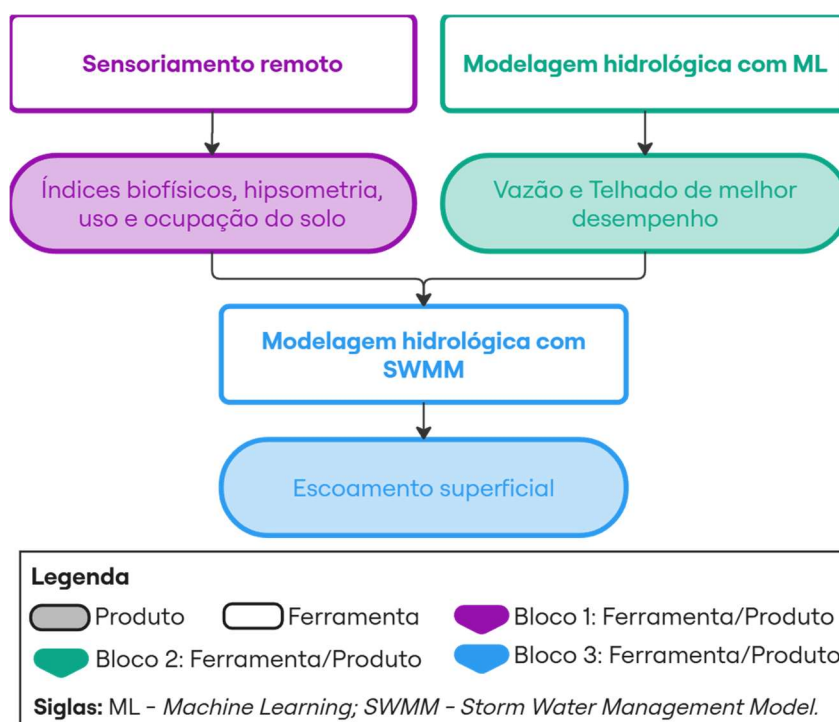 Sensoriamento remoto
Modelagem hidrológica com ML
Índices biofísicos, hipsometria,
uso e ocupação do solo
Vazão e Telhado de melhor
desempenho
Modelagem hidrológica com
SWMM
Escoamento superficial
Legenda
Produto
Ferramenta
Bloco 1: Ferramenta/Produto
Bloco 2: Ferramenta/Produto
Bloco 3: Ferramenta/Produto
Siglas: ML - Machine Learning; SWMM - Storm Water Management Model.